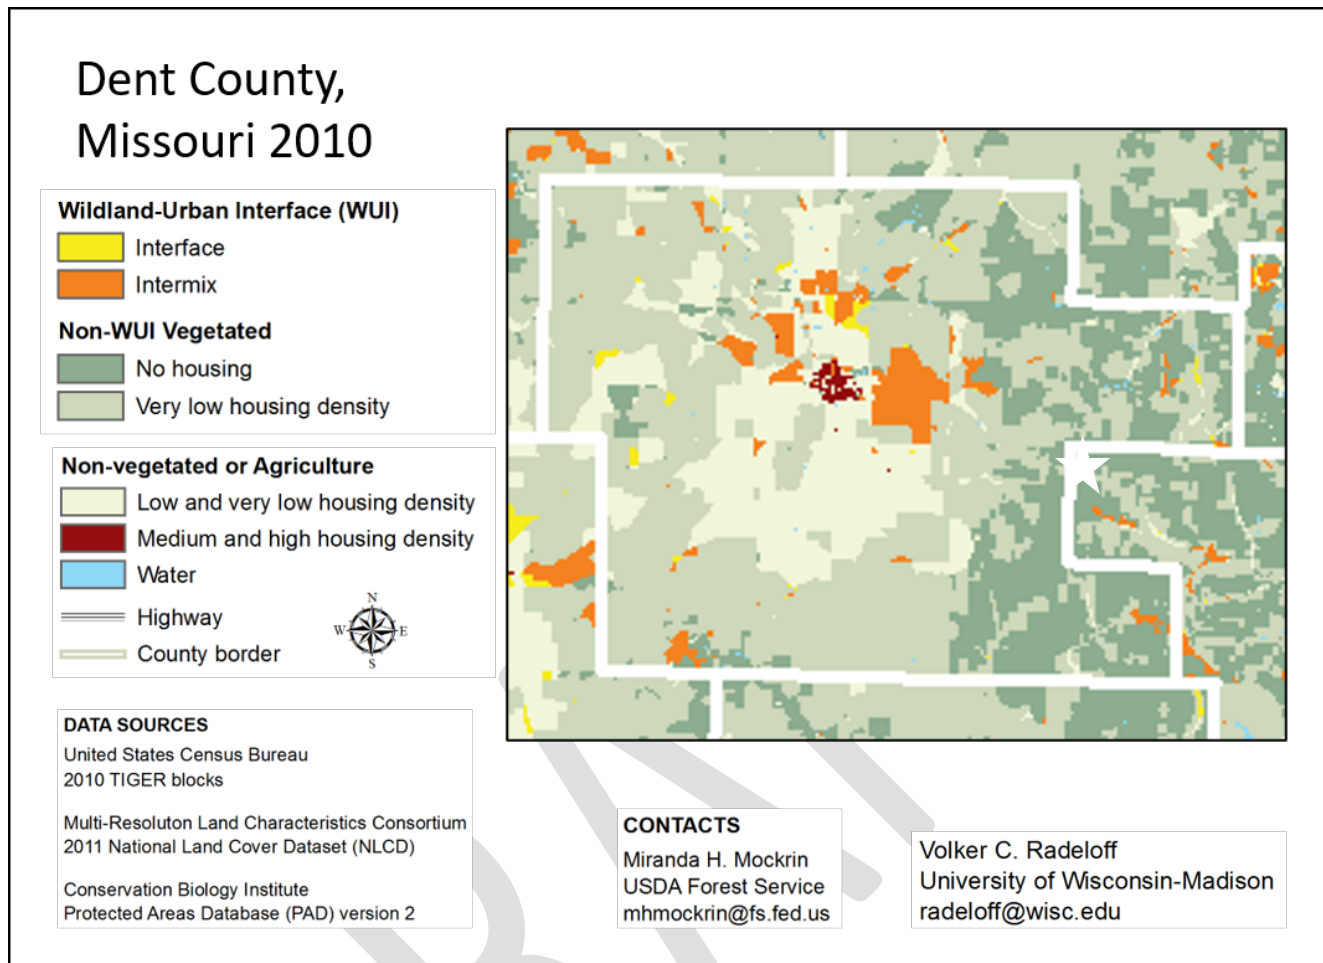 Dent County,
Missouri 2010
Wildland-Urban Interface (WUI)
Interface
Intermix
Non-WUI Vegetated
No housing
Very low housing density
Non-vegetated or Agriculture
Low and very low housing density
Medium and high housing density
Water
Highway
County border
N
W E
S
DATA SOURCES
United States Census Bureau
2010 TIGER blocks
Multi-Resoluton Land Characteristics Consortium
2011 National Land Cover Dataset (NLCD)
Conservation Biology Institute
Protected Areas Database (PAD) version 2
CONTACTS
Miranda H. Mockrin
USDA Forest Service
mhmockrin@fs.fed.us
Volker C. Radeloff
University of Wisconsin-Madison
radeloff@wisc.edu